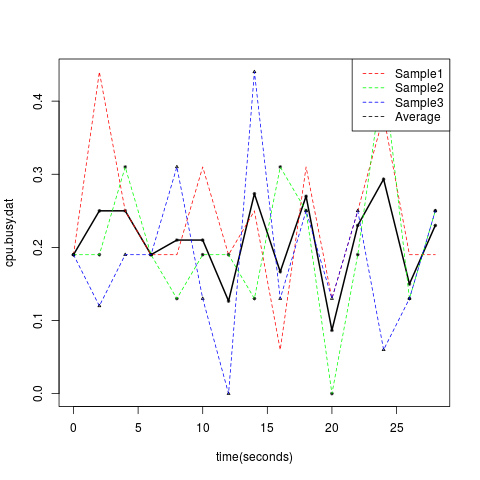 Sample1
Sample2
Sample3
Average
cpu.busy.dat
0.4
0.3
0.2
0.1
0.0
0 5 10 15 20 25
time(seconds)